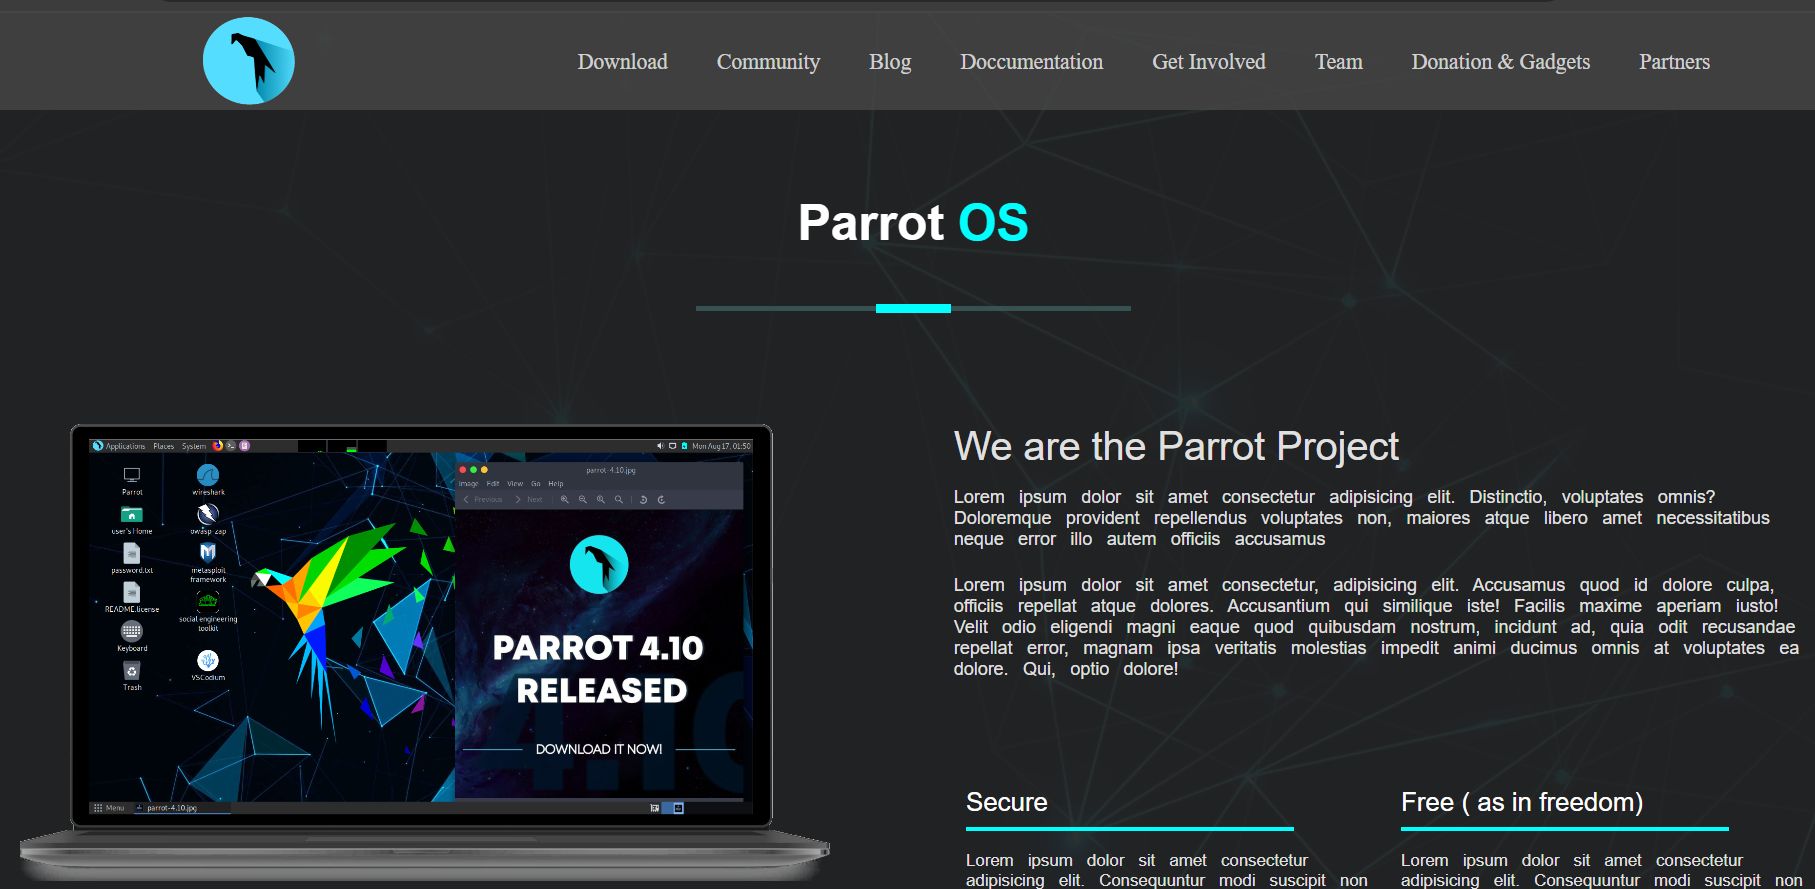 Download Community Blog Doccumentation Get Involved Team Donation & Gadgets Partners
Parrot OS
Applications Places System Mon Aug 17, 01:50
Parrot
wireshark
user's Home
owasp zap
password.txt
metasploit
framework
README.license
social engineering
toolkit
Keyboard
VSCodium
Trash
parrot-4.10.jpg
Image Edit View Go Help
Previous Next
PARROT 4.10
RELEASED
4.10
DOWNLOAD IT NOW!
Menu parrot-4.10.jpg
We are the Parrot Project
Lorem ipsum dolor sit amet consectetur adipisicing elit. Distinctio, voluptates omnis?
Doloremque provident repellendus voluptates non, maiores atque libero amet necessitatibus
neque error illo autem officiis accusamus
Lorem ipsum dolor sit amet consectetur, adipisicing elit. Accusamus quod id dolore culpa,
officiis repellat atque dolores. Accusantium qui similique iste! Facilis maxime aperiam iusto!
Velit odio eligendi magni eaque quod quibusdam nostrum, incidunt ad, quia odit recusandae
repellat error, magnam ipsa veritatis molestias impedit animi ducimus omnis at voluptates ea
dolore. Qui, optio dolore!
Secure
Lorem ipsum dolor sit amet consectetur
adipisicing elit. Consequuntur modi suscipit non
Free ( as in freedom)
Lorem ipsum dolor sit amet consectetur
adipisicing elit. Consequuntur modi suscipit non